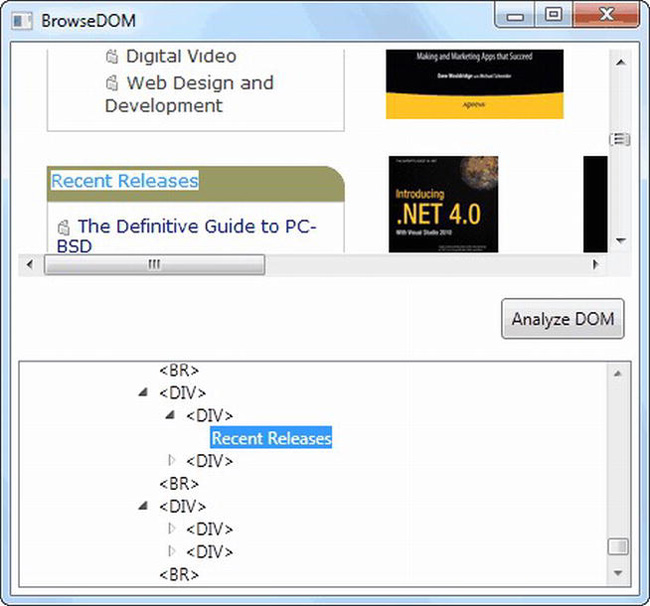 BrowseDOM
Digital Video
Web Design and
Development
Making and Marketing Apps that Succeed
Dave Wooldridge with Michael Schneider
Apress
Recent Releases
The Definitive Guide to PC-
BSD
Introducing
.NET 4.0
With Visual Studio 2010
Analyze DOM
<BR>
<DIV>
<DIV>
Recent Releases
<DIV>
<BR>
<DIV>
<DIV>
<DIV>
<BR>